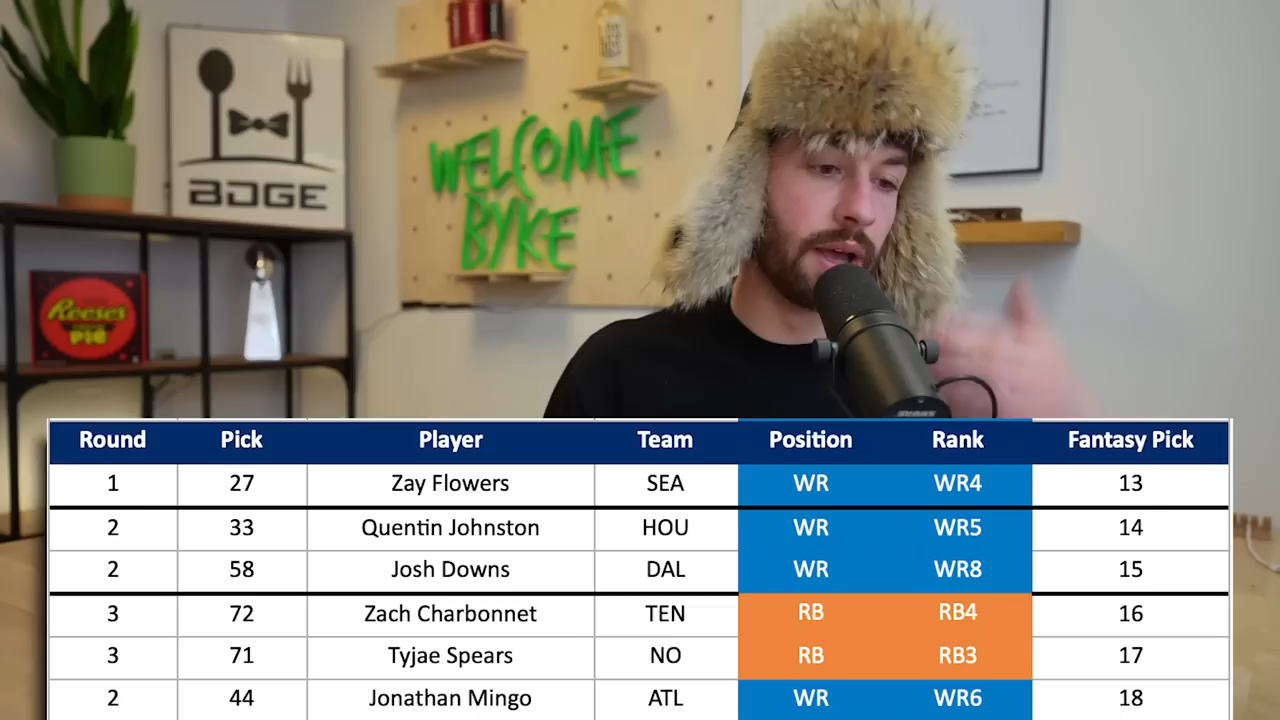 BDGE
WELCOME
BYKE
Reeses
PIE
Round Pick Player Team Position Rank Fantasy Pick
1 27 Zay Flowers SEA WR WR4 13
2 33 Quentin Johnston HOU WR WR5 14
2 58 Josh Downs DAL WR WR8 15
3 72 Zach Charbonnet TEN RB RB4 16
3 71 Tyjae Spears NO RB RB3 17
2 44 Jonathan Mingo ATL WR WR6 18